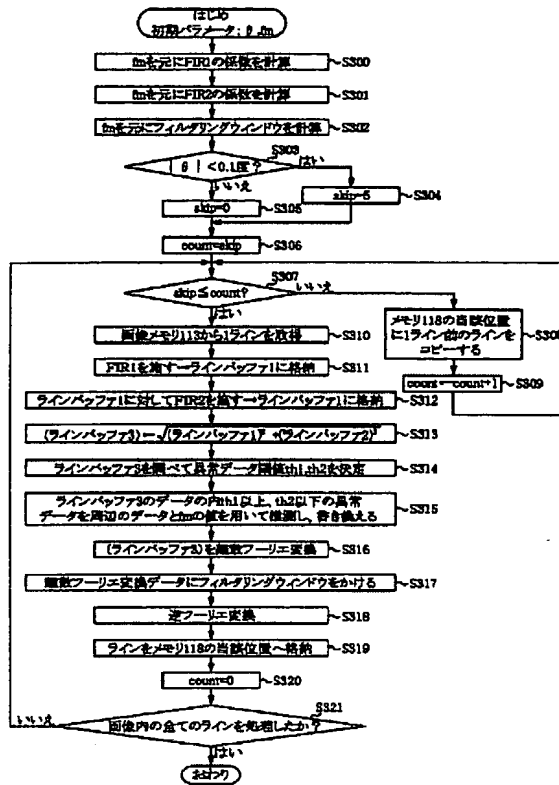 はじめ
初期パラメータ: θ ,fm
fmを元にFIR1の係数を計算
S300
fmを元にFIR2の係数を計算
S301
fmを元にフィルタリングウインドウを計算
S302
S303
| θ | <0.1度?
はい
いいえ
skip=5
S304
skip=0
S305
count=skip
S306
S307
skip≦count?
いいえ
はい
メモリ118の当該位置
に1ライン前のラインを
コピーする
S308
count←count+1
S309
画像メモリ113から1ラインを取得
S310
FIR1を施す→ラインバッファ1に格納
S311
ラインバッファ1に対してFIR2を施す→ラインバッファ1に格納
S312
(ラインバッファ3)←√(ラインバッファ1)² +(ラインバッファ2)²
S313
ラインバッファ3を調べて異常データ閾値th1,th2を決定
S314
ラインバッファ3のデータの内th1以上、th2以下の異常
データを周辺のデータとfmの値を用いて推測し、書き換える
S315
(ラインバッファ3)を離散フーリエ変換
S316
離散フーリエ変換データにフィルタリングウィンドウをかける
S317
逆フーリエ変換
S318
ラインをメモリ118の当該位置へ格納
S319
count=0
S320
S321
いいえ
画像内の全てのラインを処理したか?
はい
おわり